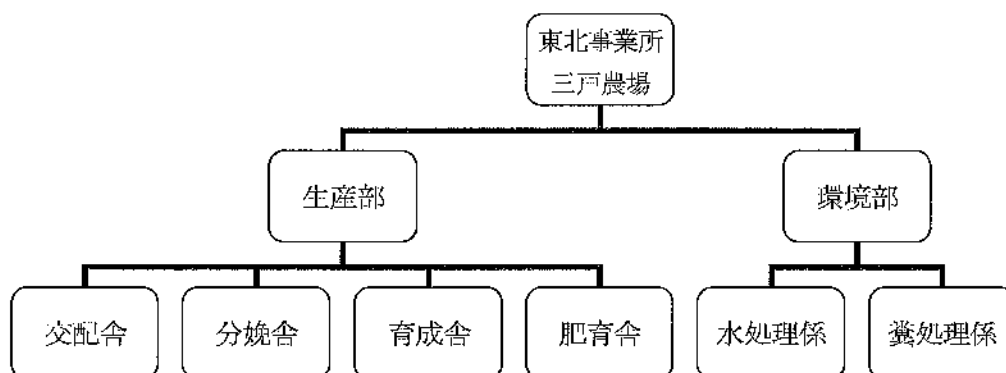 東北事業所
三戸農場
生産部
環境部
交配舎
分娩舎
育成舎
肥育舎
水処理係
糞処理係